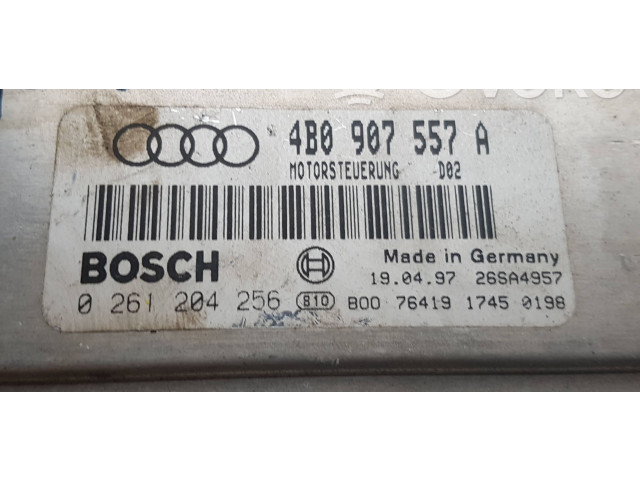 4B0 907 557 A
MOTORSTEUERUNG D02
BOSCH
Made in Germany
19.04.97 26SA4957
0 261 204 256 810 B00 76419 1745 0198